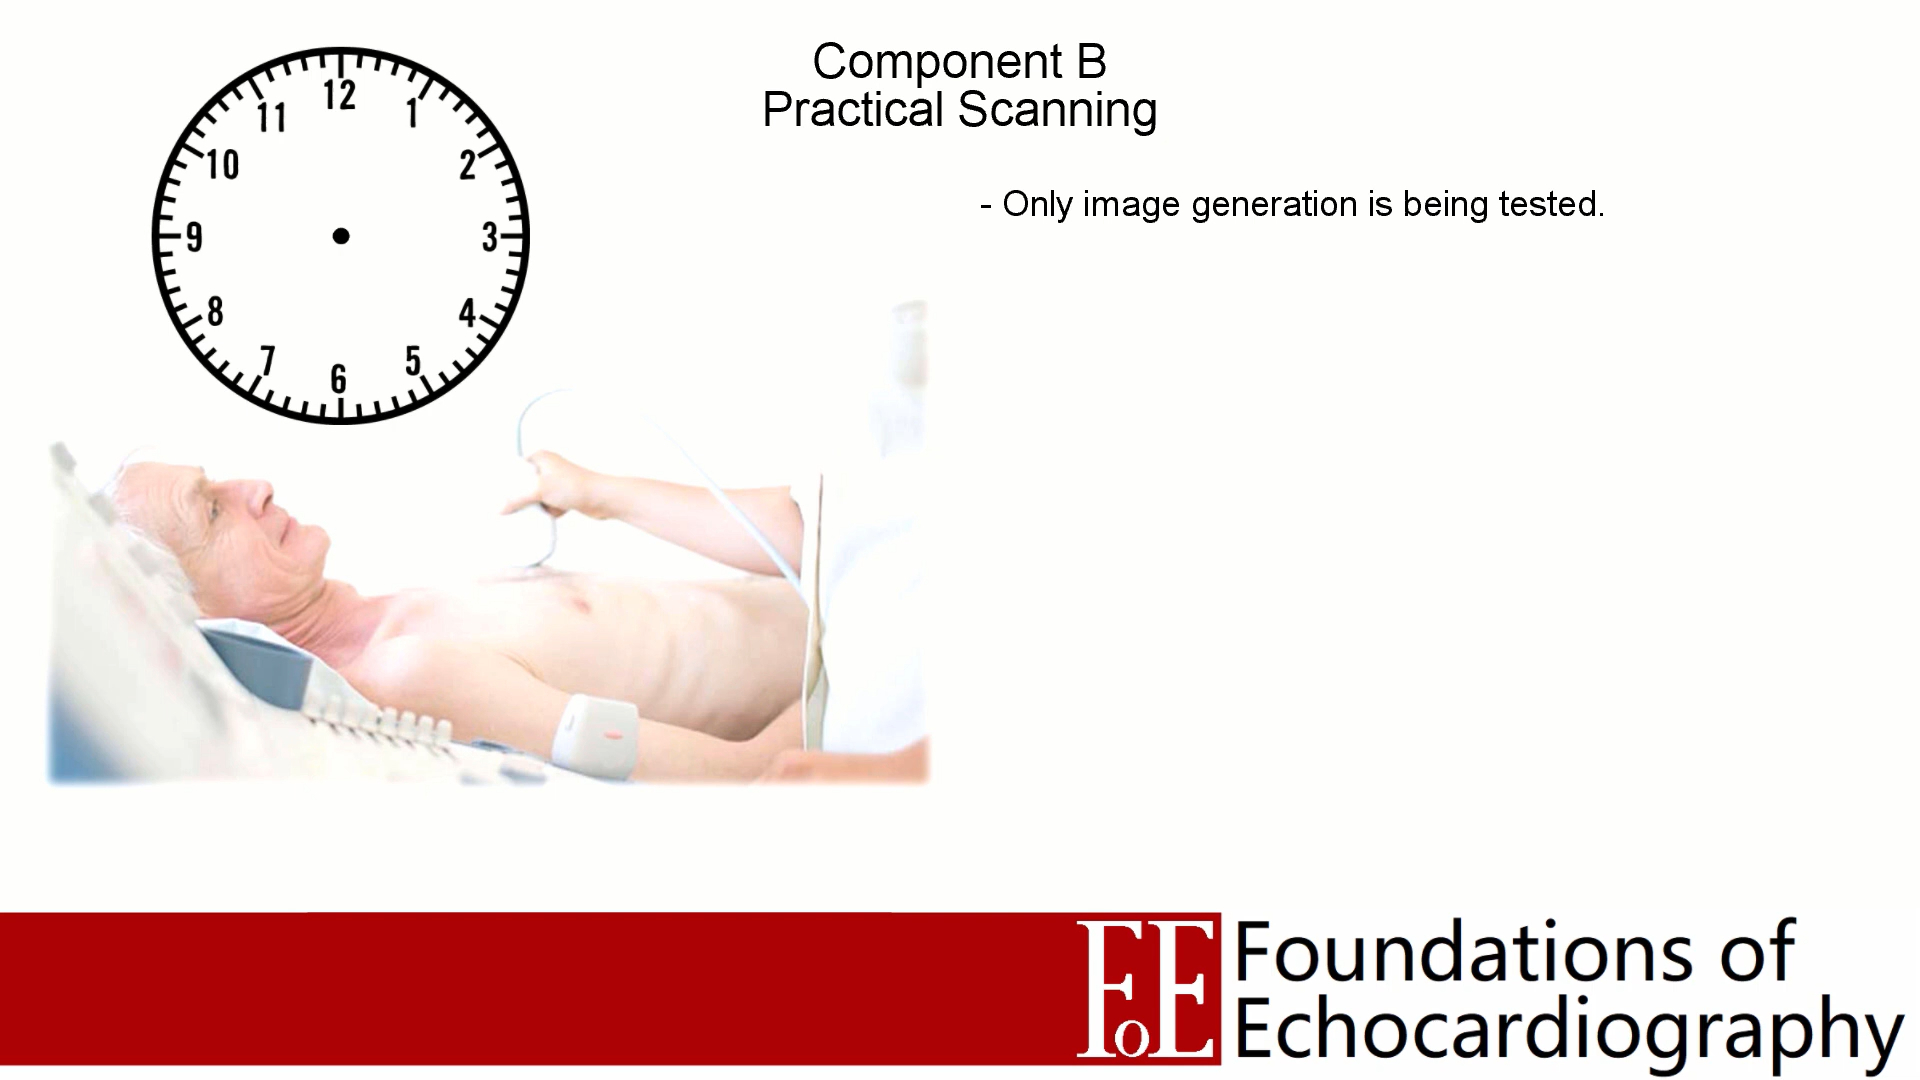 Component B
Practical Scanning
- Only image generation is being tested.
12
11
1
10
2
9
3
8
4
7
5
6
FoE
Foundations of
Echocardiography